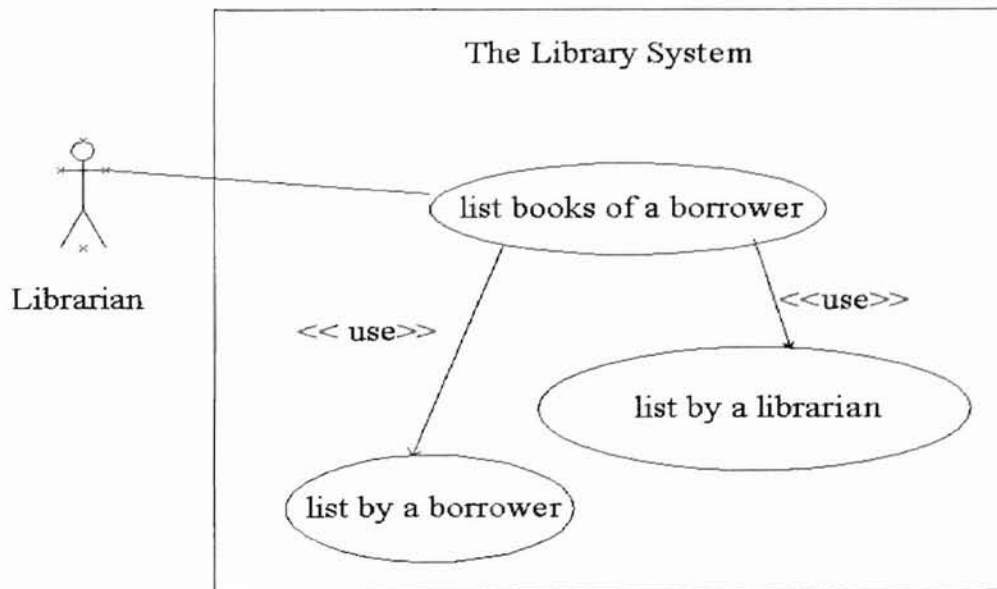 The Library System
list books of a borrower
Librarian
<< use>>
<<use>>
list by a librarian
list by a borrower